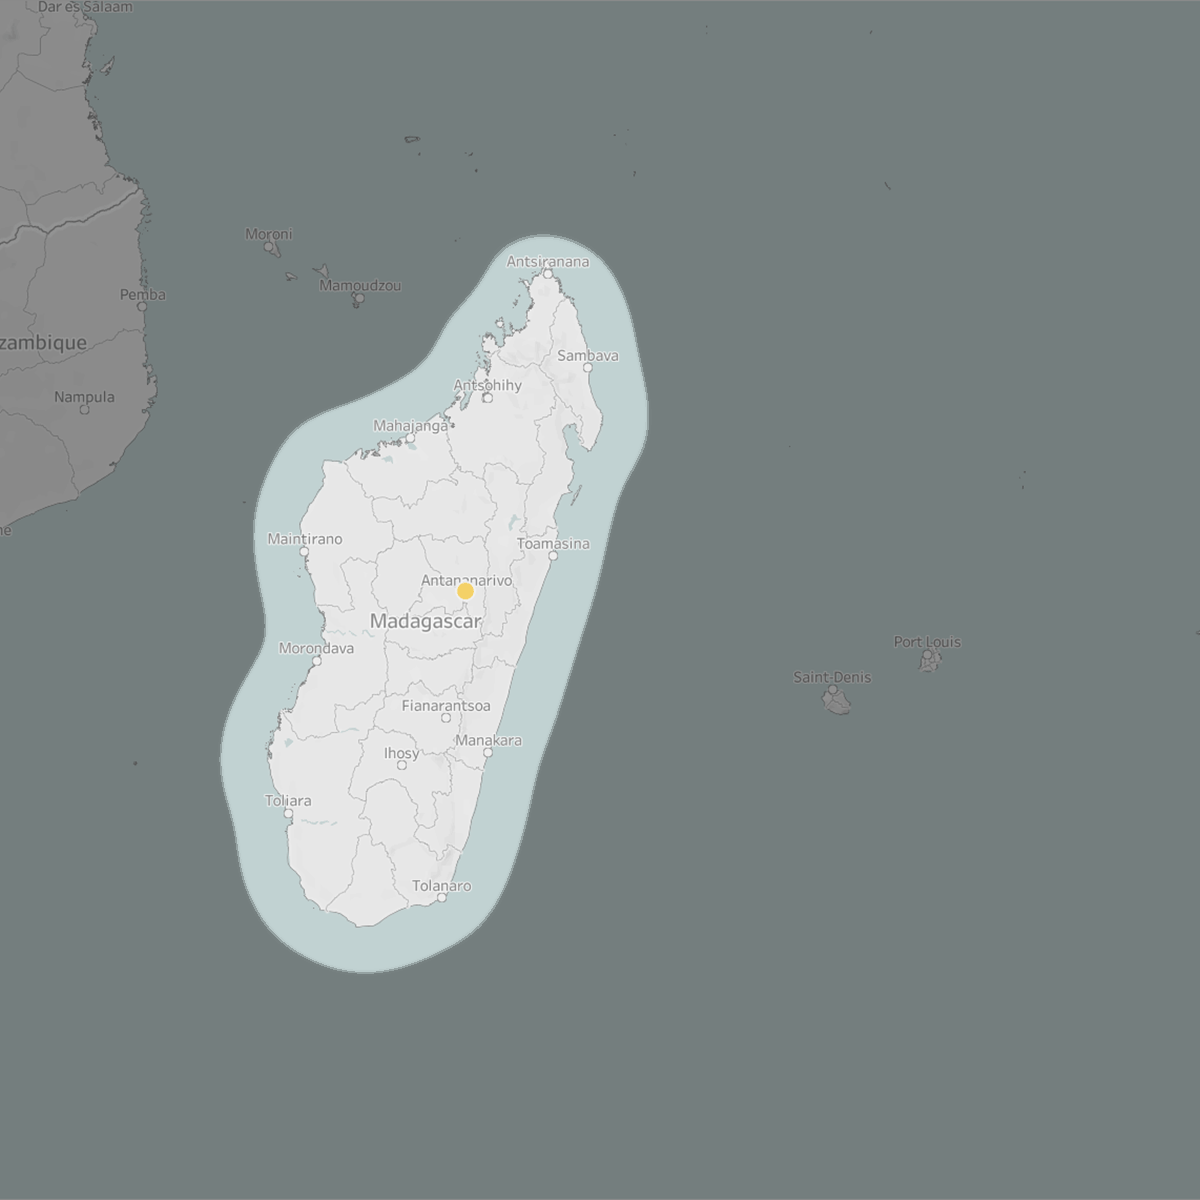 Dar es Salaam
Moroni
Antsiranana
Mamoudzou
Pemba
zambique
Sambava
Antsohihy
Nampula
Mahajanga
ne
Maintirano
Toamasina
Antananarivo
Madagascar
Port Louis
Morondava
Saint-Denis
Fianarantsoa
Manakara
Ihosy
Toliara
Tolanaro